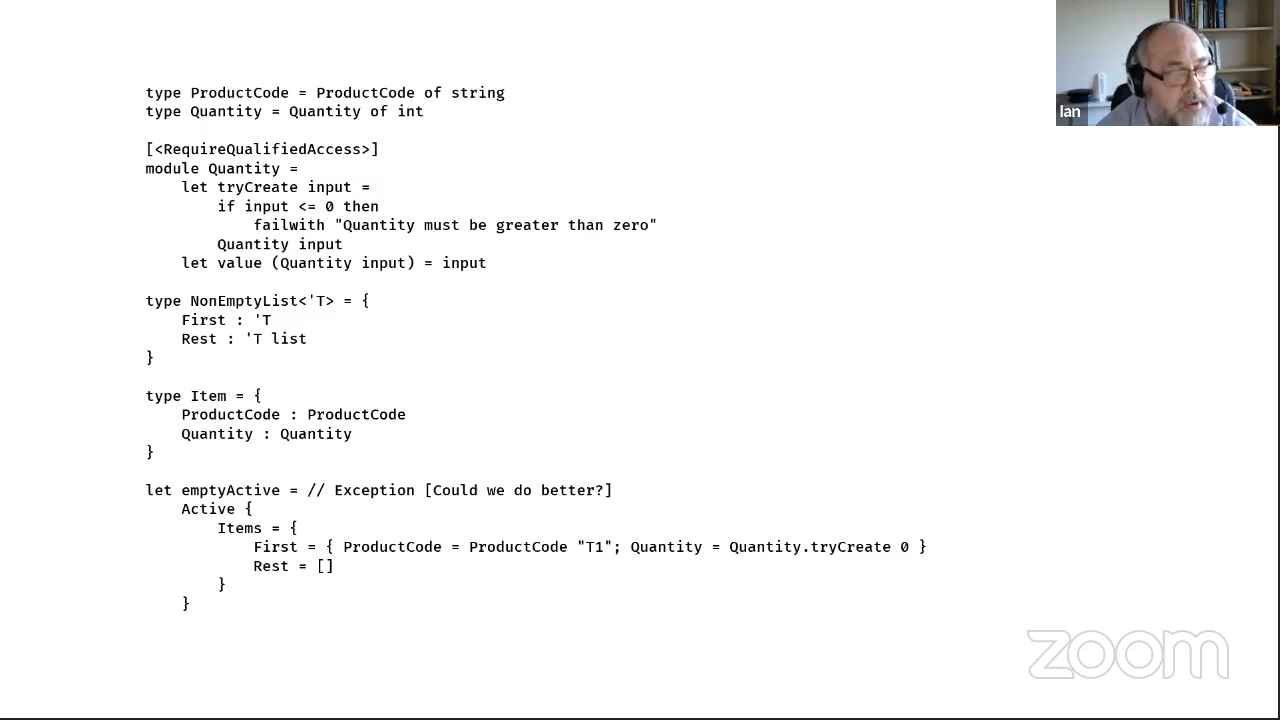 type ProductCode = ProductCode of string
type Quantity = Quantity of int
[<RequireQualifiedAccess>]
module Quantity =
    let tryCreate input =
        if input <= 0 then
            failwith "Quantity must be greater than zero"
        Quantity input
    let value (Quantity input) = input
type NonEmptyList<'T> = {
    First : 'T
    Rest : 'T list
}
type Item = {
    ProductCode : ProductCode
    Quantity : Quantity
}
let emptyActive = // Exception [Could we do better?]
    Active {
        Items = {
            First = { ProductCode = ProductCode "T1"; Quantity = Quantity.tryCreate 0 }
            Rest = []
        }
    }
Ian
zoom